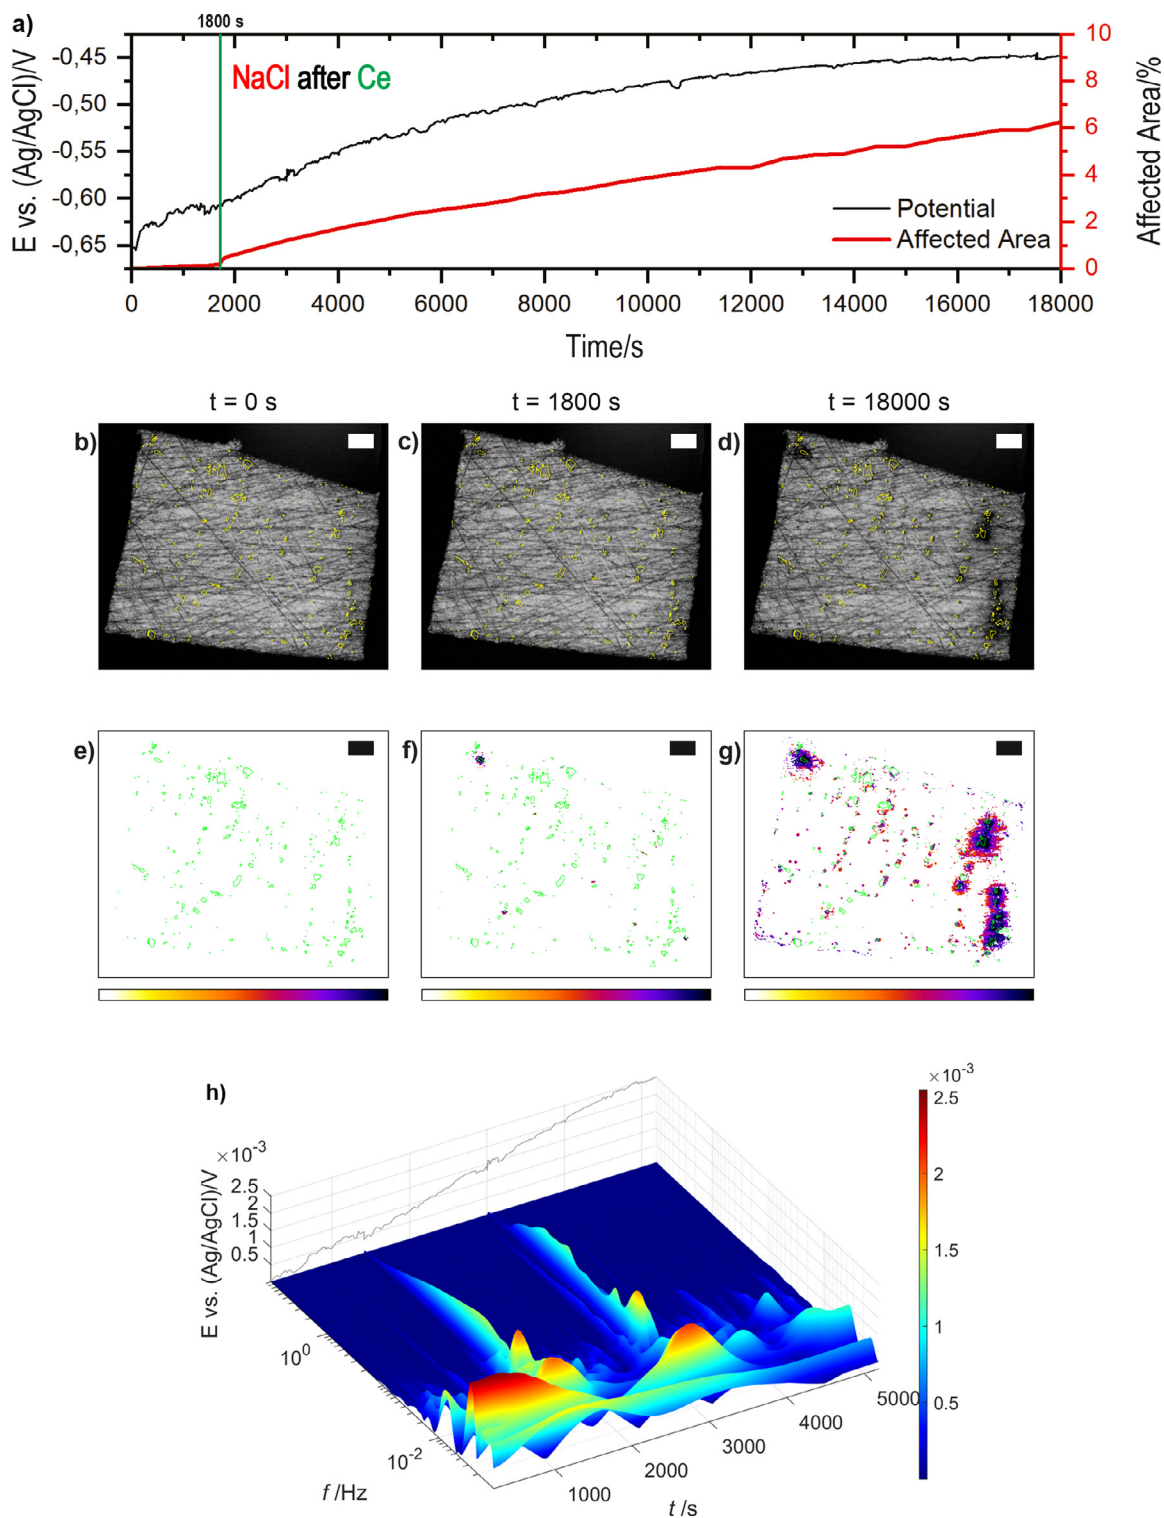 a)
1800 s
E vs. (Ag/AgCl)/V
-0,45
-0,50
-0,55
-0,60
-0,65
NaCl after Ce
Potential
Affected Area
10
8
6
4
2
0
Affected Area/%
0 2000 4000 6000 8000 10000 12000 14000 16000 18000
Time/s
t = 0 s t = 1800 s t = 18000 s
b) c) d)
e) f) g)
h)
E vs. (Ag/AgCl)/V
×10-3
2.5
2
1.5
1
0.5
100
10-2
f /Hz
1000
2000
3000
4000
5000
t /s
×10-3
2.5
2
1.5
1
0.5